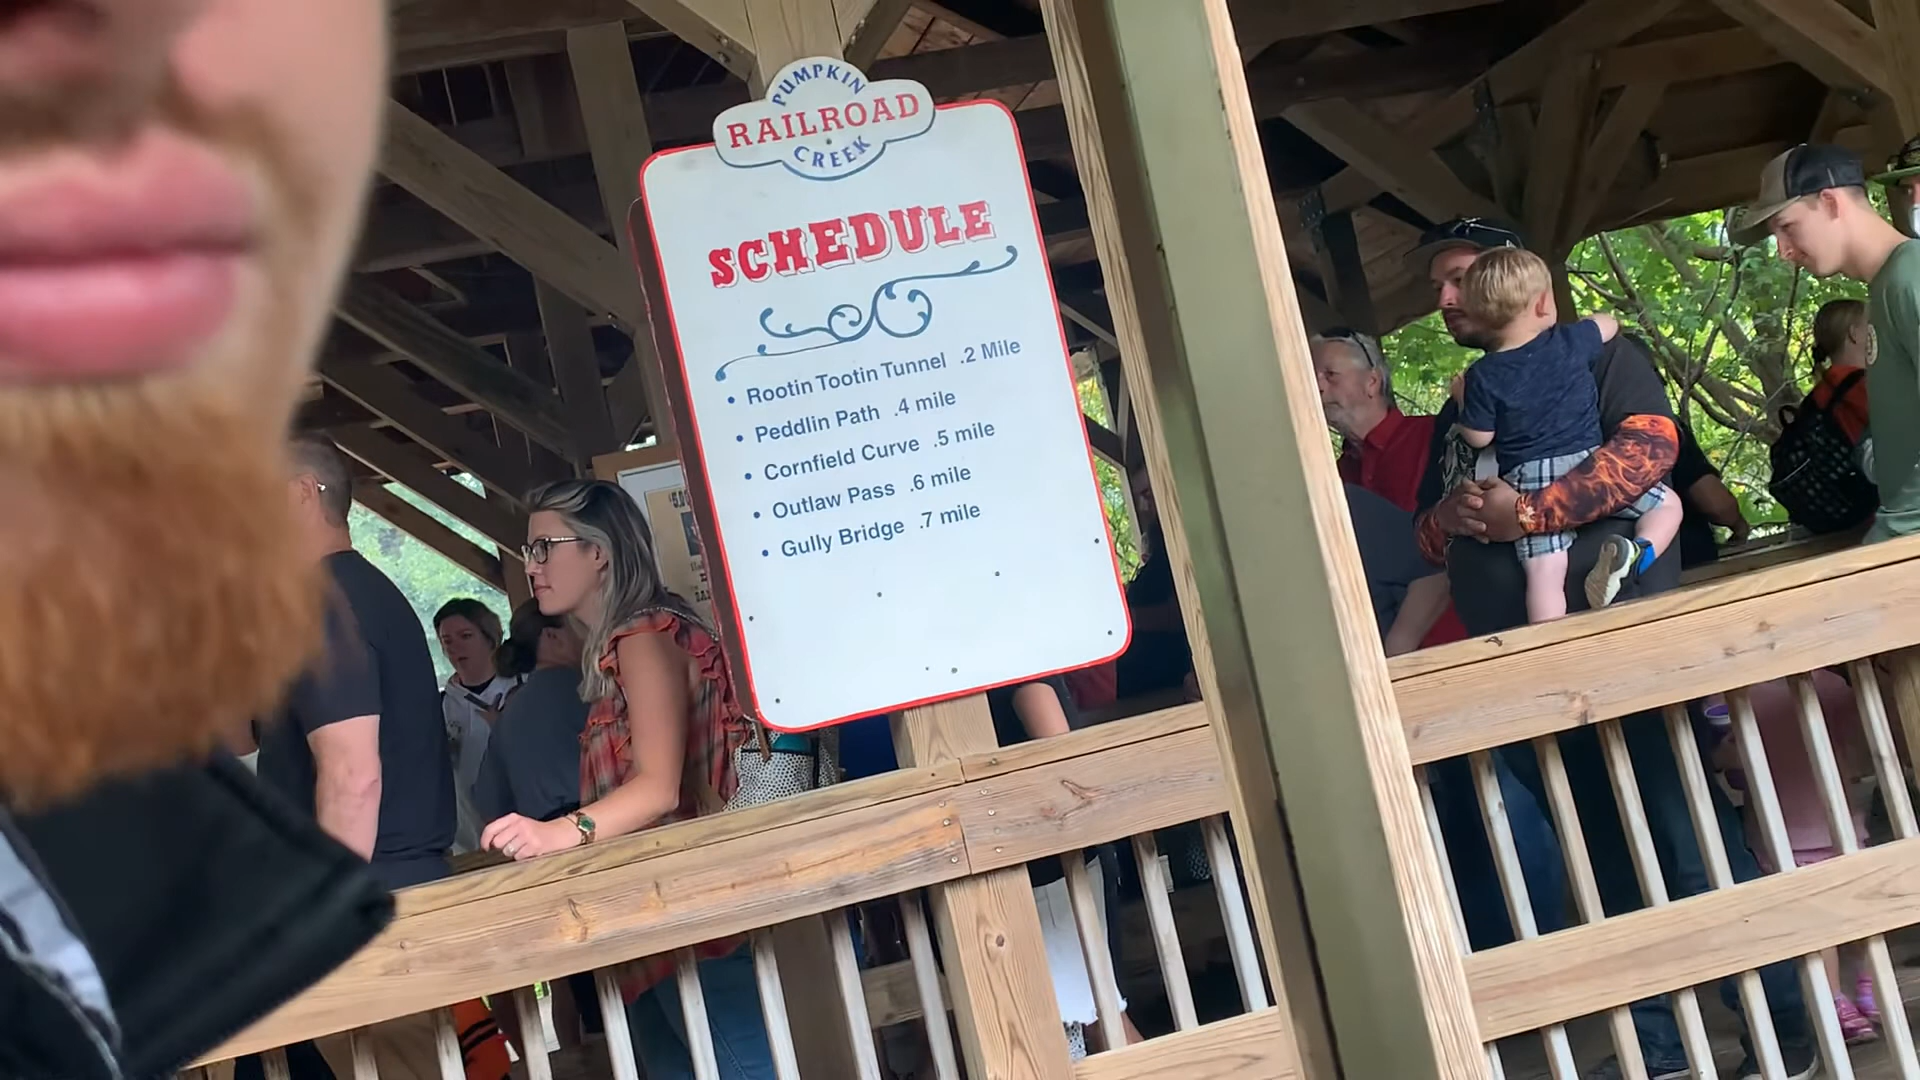 PUMPKIN
RAILROAD
CREEK
SCHEDULE
• Rootin Tootin Tunnel .2 Mile
• Peddlin Path .4 mile
• Cornfield Curve .5 mile
• Outlaw Pass .6 mile
• Gully Bridge .7 mile